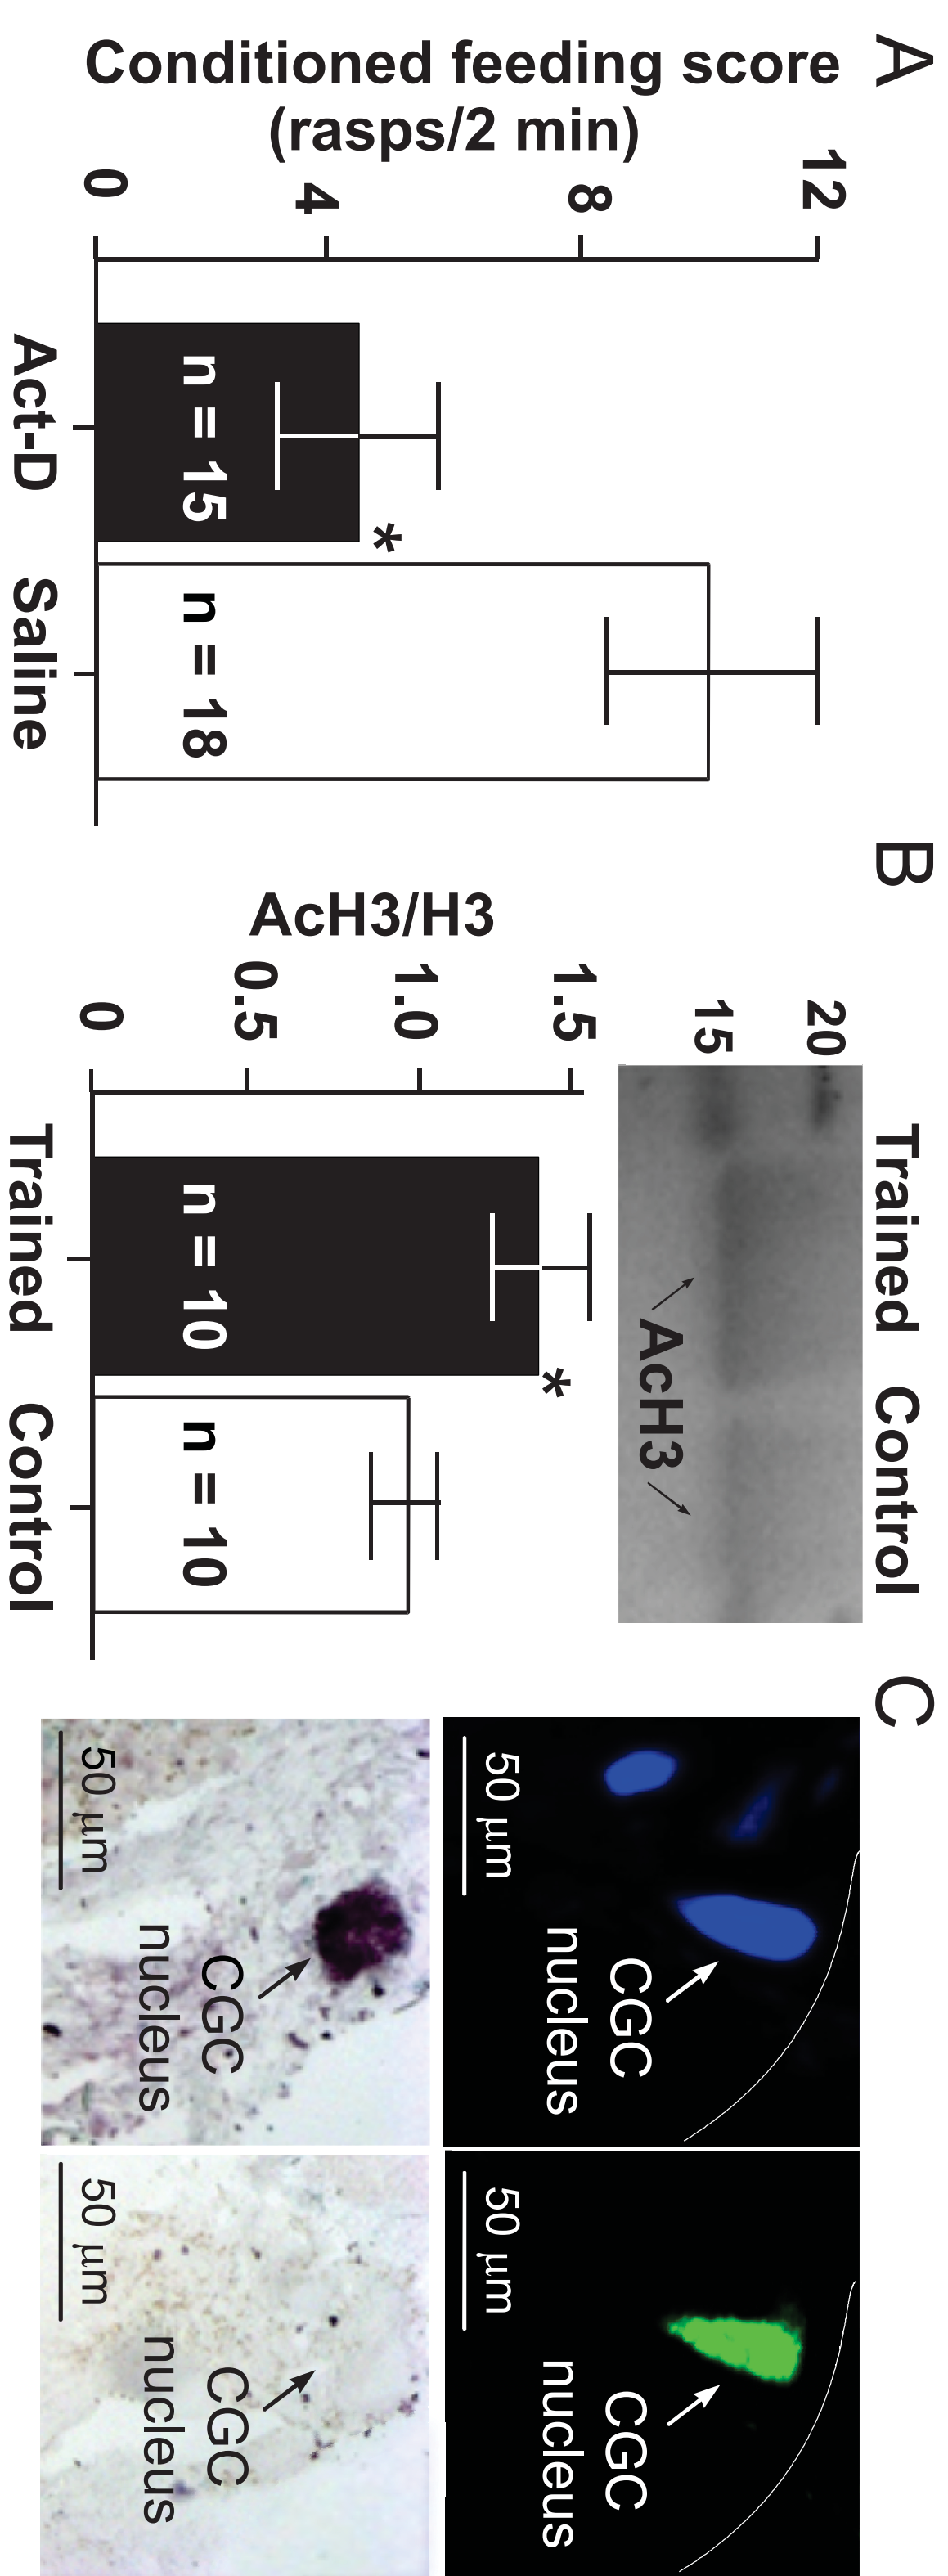 A
Conditioned feeding score
(rasps/2 min)
12
8
4
0
n = 15
*
n = 18
Act-D
Saline
B
Trained
Control
20
15
AcH3
AcH3/H3
1.5
1.0
0.5
0
n = 10
*
n = 10
Trained
Control
C
CGC
nucleus
50 μm
CGC
nucleus
50 μm
CGC
nucleus
50 μm
CGC
nucleus
50 μm